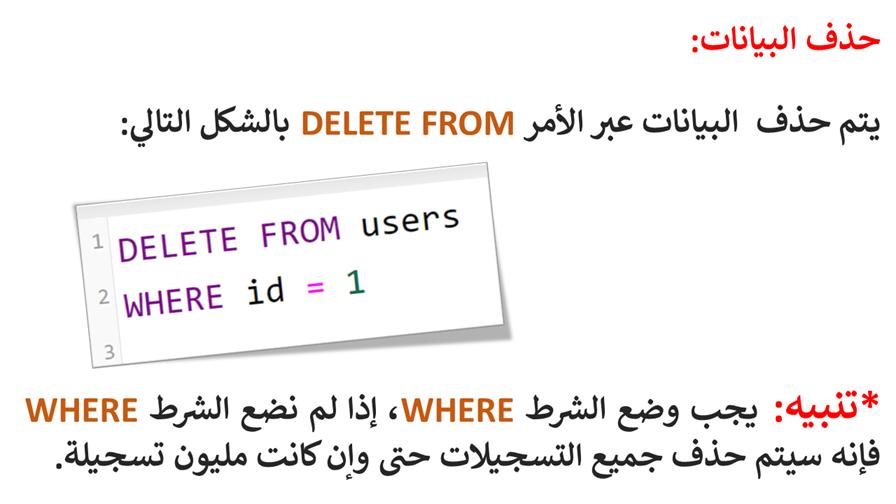 حذف البيانات:
يتم حذف البيانات عبر الأمر DELETE FROM بالشكل التالي:
1 DELETE FROM users
2 WHERE id = 1
3
*تنبيه: يجب وضع الشرط WHERE، إذا لم نضع الشرط WHERE
فإنه سيتم حذف جميع التسجيلات حتى وإن كانت مليون تسجيلة.